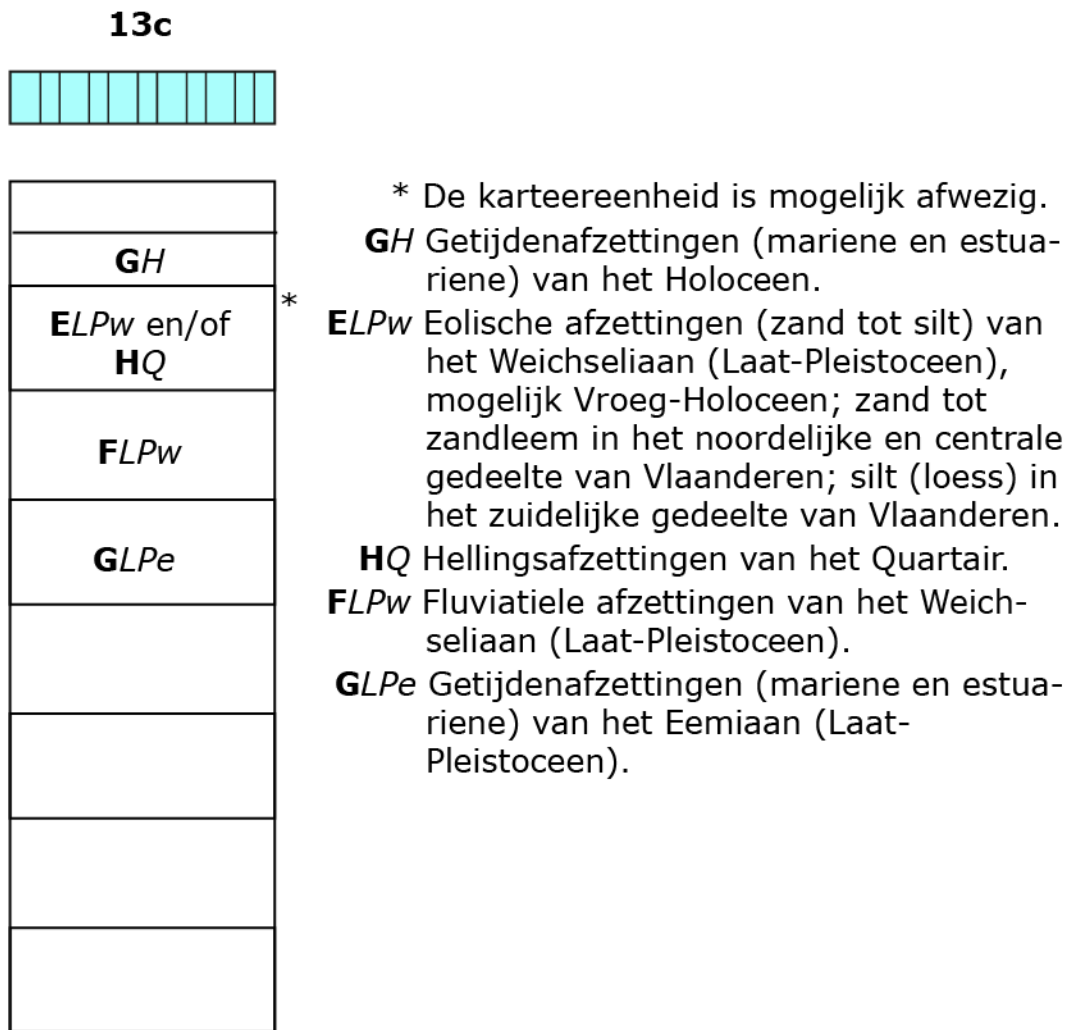 13c
GH
ELPw en/of
HQ
*
FLPw
GLPe
* De karteereenheid is mogelijk afwezig.
GH Getijdenafzettingen (mariene en estua-
riene) van het Holoceen.
ELPw Eolische afzettingen (zand tot silt) van
het Weichseliaan (Laat-Pleistoceen),
mogelijk Vroeg-Holoceen; zand tot
zandleem in het noordelijke en centrale
gedeelte van Vlaanderen; silt (loess) in
het zuidelijke gedeelte van Vlaanderen.
HQ Hellingsafzettingen van het Quartair.
FLPw Fluviatiele afzettingen van het Weich-
seliaan (Laat-Pleistoceen).
GLPe Getijdenafzettingen (mariene en estua-
riene) van het Eemiaan (Laat-
Pleistoceen).